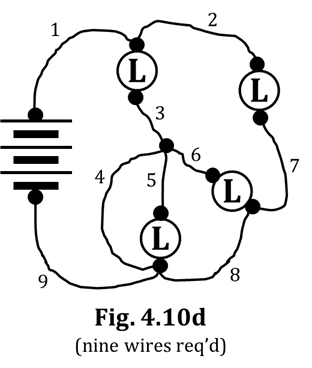 1
2
L
L
3
4
5
6
7
L
L
8
9
Fig. 4.10d
(nine wires req'd)